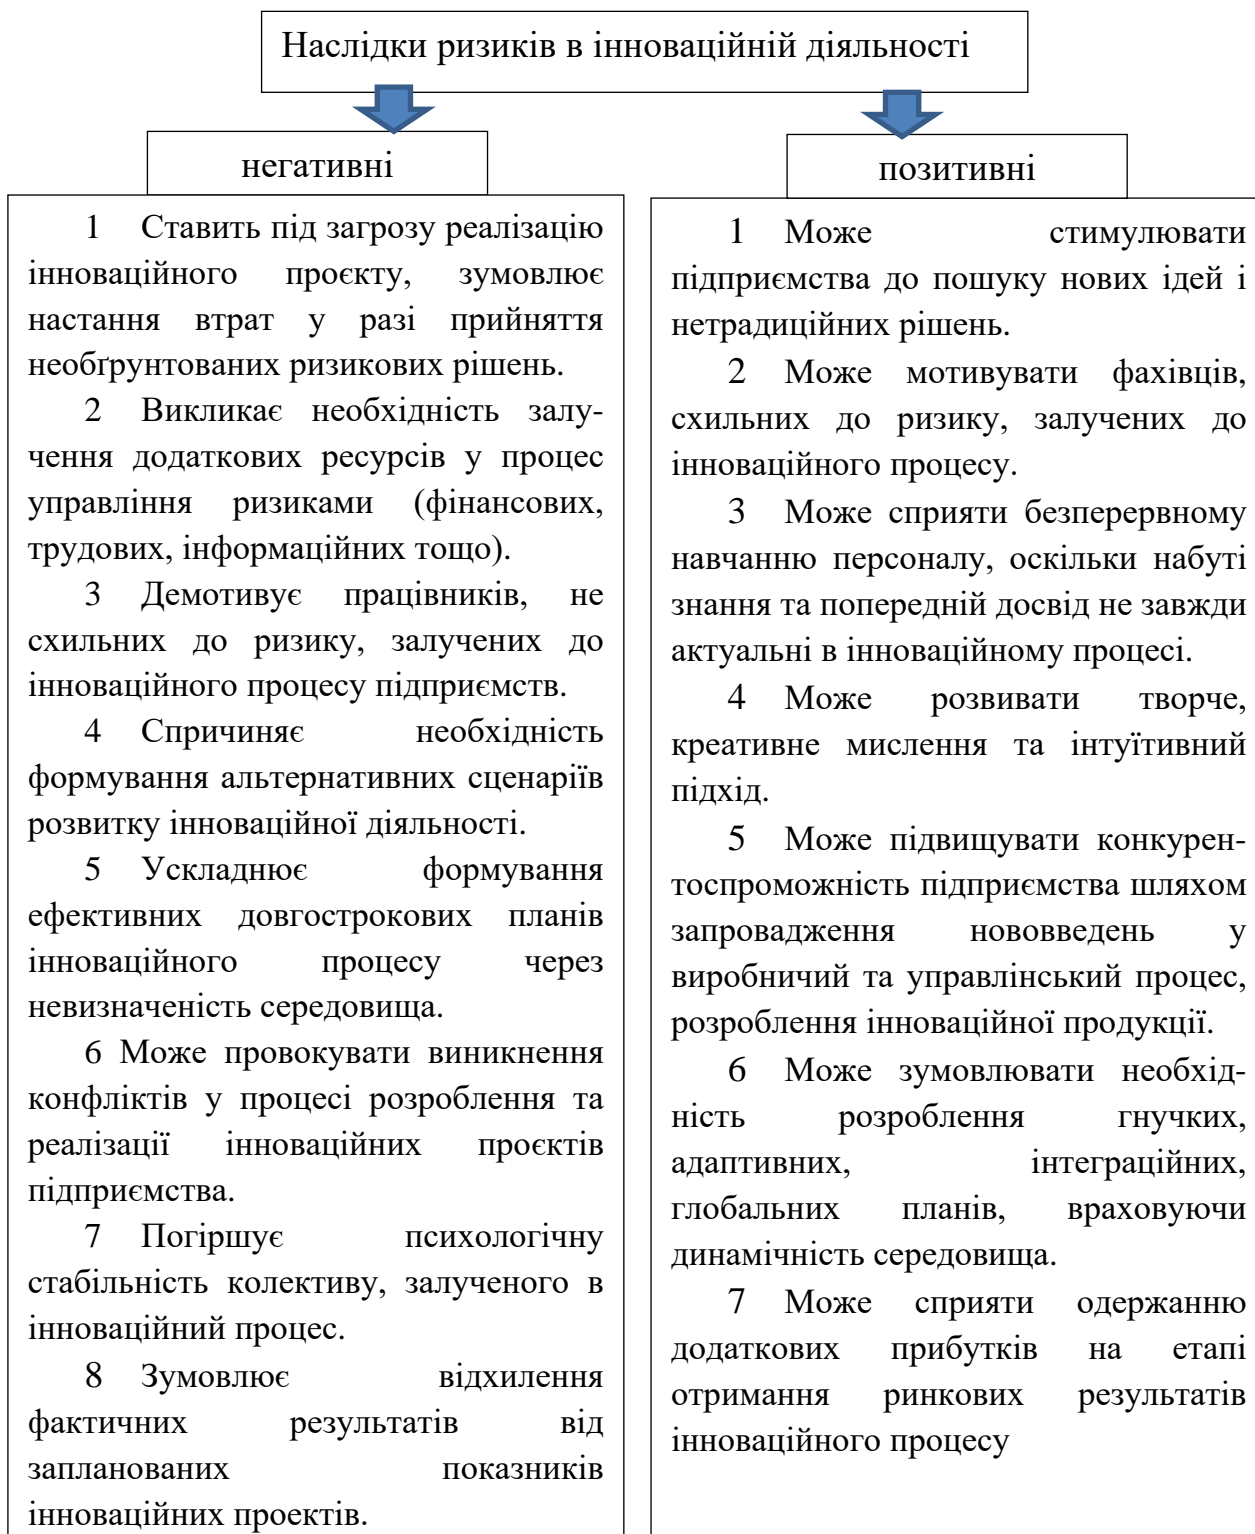 Наслідки ризиків в інноваційній діяльності
негативні
1 Ставить під загрозу реалізацію
інноваційного проєкту, зумовлює
настання втрат у разі прийняття
необґрунтованих ризикових рішень.
2 Викликає необхідність залу-
чення додаткових ресурсів у процес
управління ризиками (фінансових,
трудових, інформаційних тощо).
3 Демотивує працівників, не
схильних до ризику, залучених до
інноваційного процесу підприємств.
4 Спричиняє необхідність
формування альтернативних сценаріїв
розвитку інноваційної діяльності.
5 Ускладнює формування
ефективних довгострокових планів
інноваційного процесу через
невизначеність середовища.
6 Може провокувати виникнення
конфліктів у процесі розроблення та
реалізації інноваційних проєктів
підприємства.
7 Погіршує психологічну
стабільність колективу, залученого в
інноваційний процес.
8 Зумовлює відхилення
фактичних результатів від
запланованих показників
інноваційних проектів.
позитивні
1 Може стимулювати
підприємства до пошуку нових ідей і
нетрадиційних рішень.
2 Може мотивувати фахівців,
схильних до ризику, залучених до
інноваційного процесу.
3 Може сприяти безперервному
навчанню персоналу, оскільки набуті
знання та попередній досвід не завжди
актуальні в інноваційному процесі.
4 Може розвивати творче,
креативне мислення та інтуїтивний
підхід.
5 Може підвищувати конкурен-
тоспроможність підприємства шляхом
запровадження нововведень у
виробничий та управлінський процес,
розроблення інноваційної продукції.
6 Може зумовлювати необхід-
ність розроблення гнучких,
адаптивних, інтеграційних,
глобальних планів, враховуючи
динамічність середовища.
7 Може сприяти одержанню
додаткових прибутків на етапі
отримання ринкових результатів
інноваційного процесу